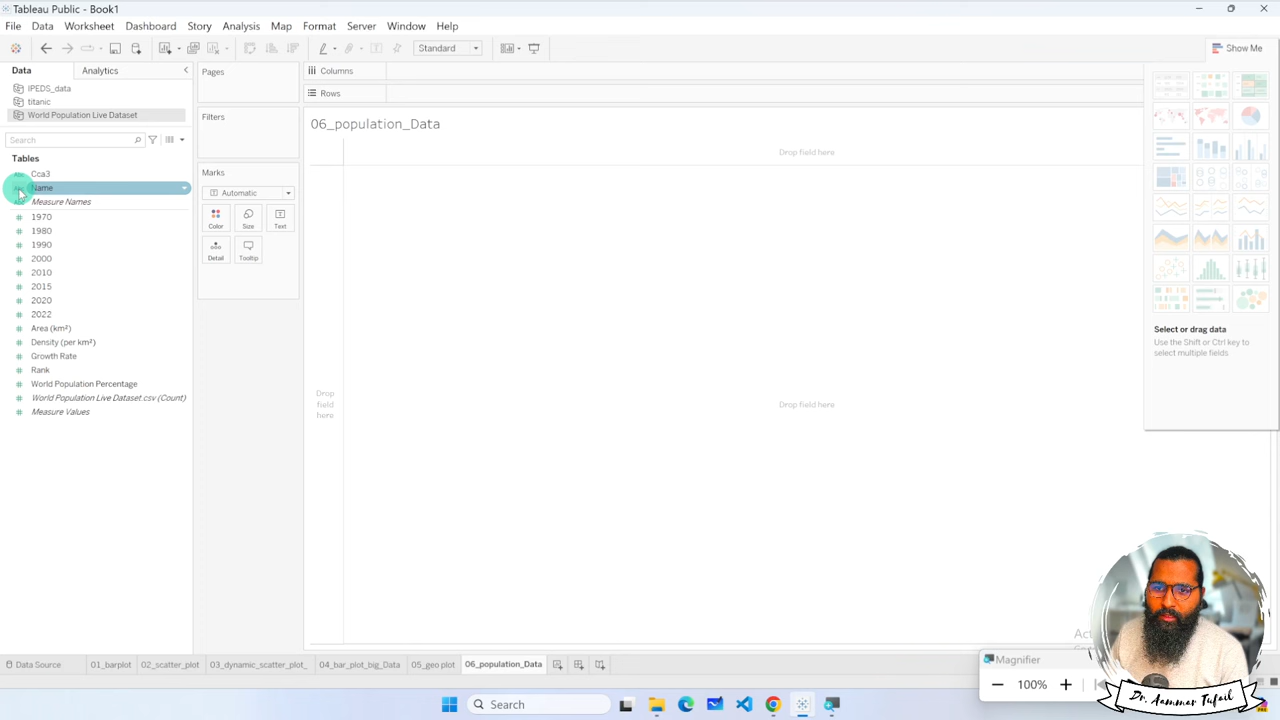 Tableau Public - Book1
File Data Worksheet Dashboard Story Analysis Map Format Server Window Help
Standard
Show Me
Data Analytics
IPEDS_data
titanic
World Population Live Dataset
Search
Tables
Cca3
Name
Measure Names
1970
1980
1990
2000
2010
2015
2020
2022
Area (km²)
Density (per km²)
Growth Rate
Rank
World Population Percentage
World Population Live Dataset.csv (Count)
Measure Values
Pages
Filters
Marks
Automatic
Color Size Text
Detail Tooltip
Columns
Rows
06_population_Data
Drop field here
Drop
field
here
Drop field here
Select or drag data
Use the Shift or Ctrl key to
select multiple fields
Data Source 01_barplot 02_scatter_plot 03_dynamic_scatter_plot_ 04_bar_plot_big_Data 05_geo plot 06_population_Data
Magnifier
100%
Dr. Aammar Tufail
Search